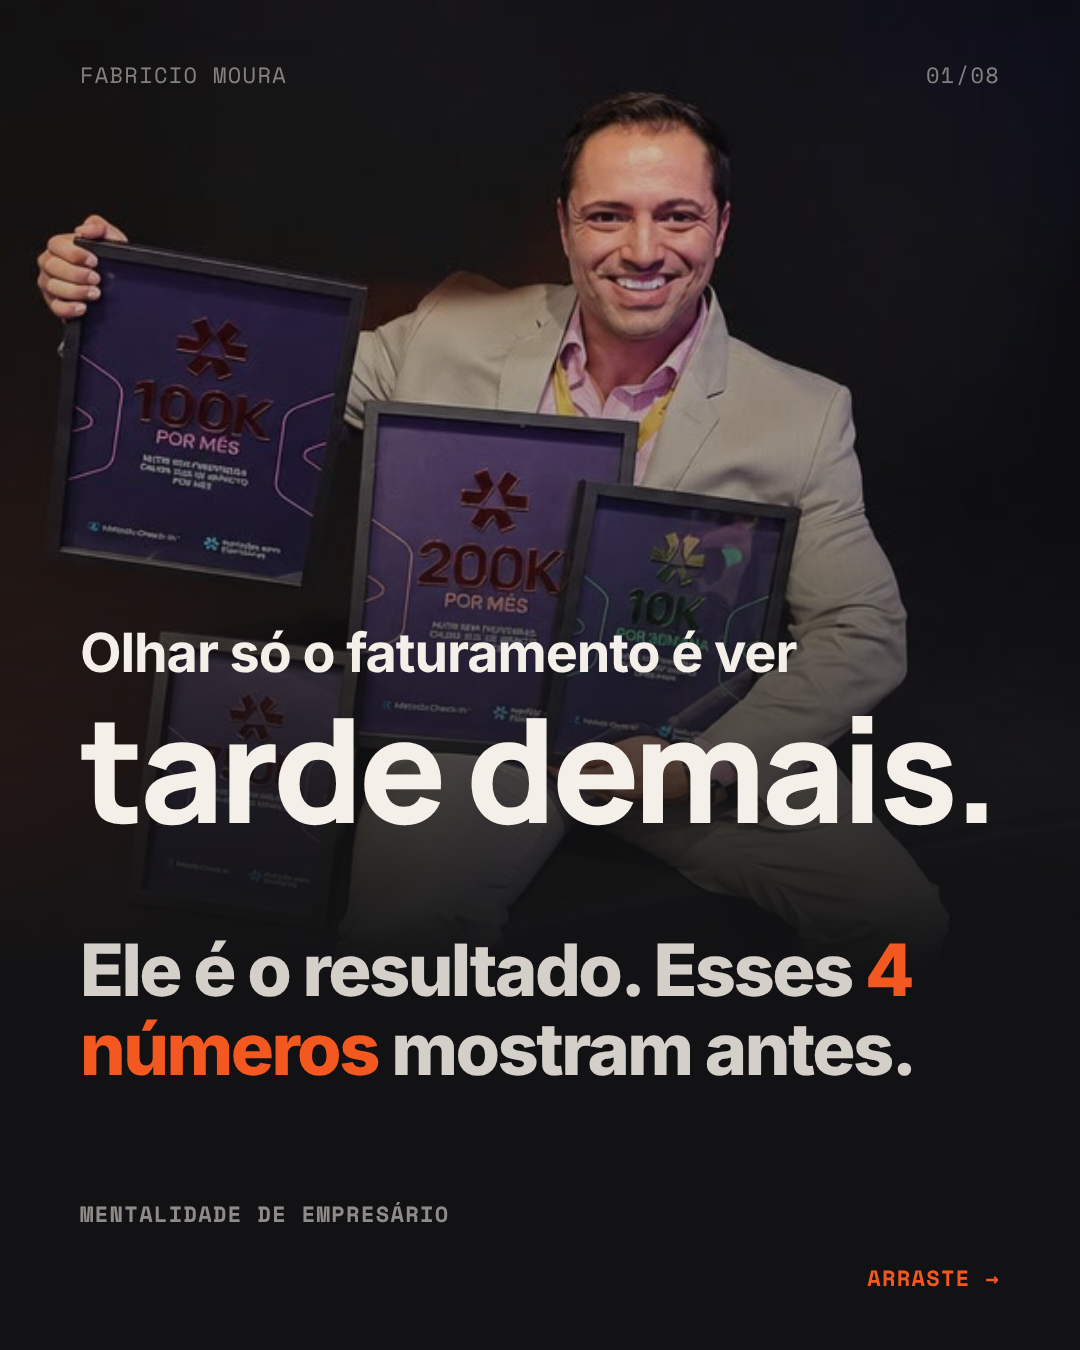 FABRICIO MOURA
01/08
100K
POR MÊS
200K
POR MÊS
10K
Olhar só o faturamento é ver
tarde demais.
Ele é o resultado. Esses 4
números mostram antes.
MENTALIDADE DE EMPRESÁRIO
ARRASTE →